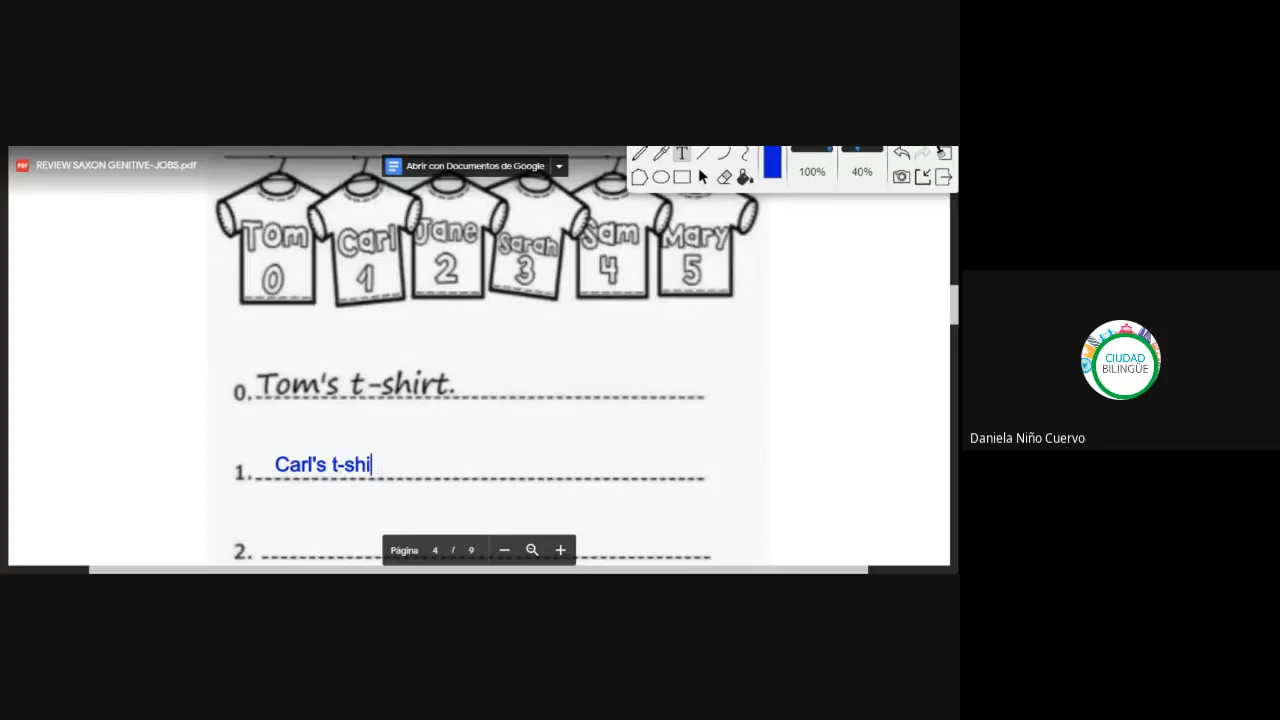 REVIEW SAXON GENITIVE-JOBS.pdf
Abrir con Documentos de Google
100%
40%
Tom
0
Carl
1
Jane
2
Sarah
3
Sam
4
Mary
5
0. Tom's t-shirt.
1. Carl's t-shi
2.
Página 4 / 9
CIUDAD
BILINGÜE
Daniela Niño Cuervo